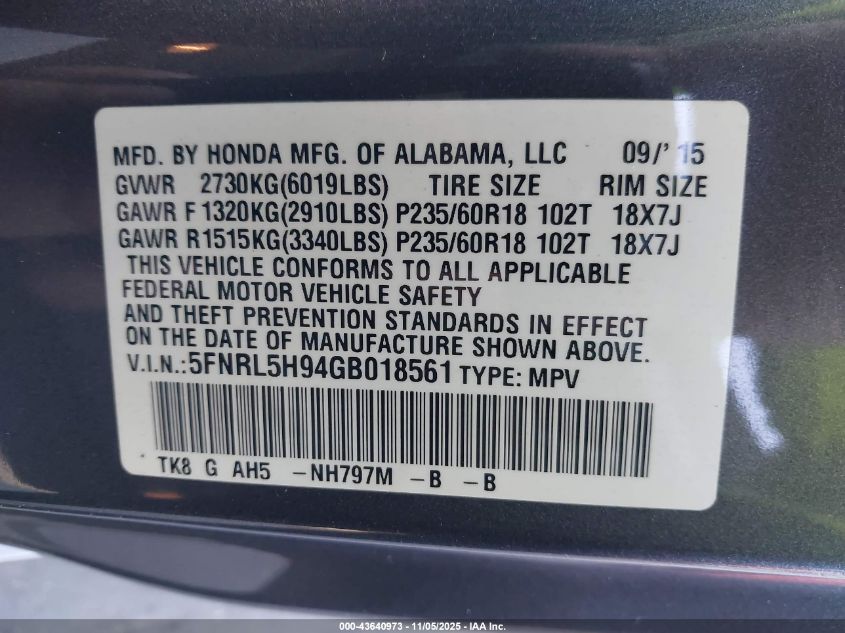 MFD. BY HONDA MFG. OF ALABAMA, LLC 09/' 15
GVWR 2730KG(6019LBS) TIRE SIZE RIM SIZE
GAWR F 1320KG(2910LBS) P235/60R18 102T 18X7J
GAWR R 1515KG(3340LBS) P235/60R18 102T 18X7J
THIS VEHICLE CONFORMS TO ALL APPLICABLE
FEDERAL MOTOR VEHICLE SAFETY
AND THEFT PREVENTION STANDARDS IN EFFECT
ON THE DATE OF MANUFACTURE SHOWN ABOVE.
V.I.N.:5FNRL5H94GB018561 TYPE: MPV
TK8 G AH5 -NH797M -B -B
000-43640973 - 11/05/2025 - IAA Inc.